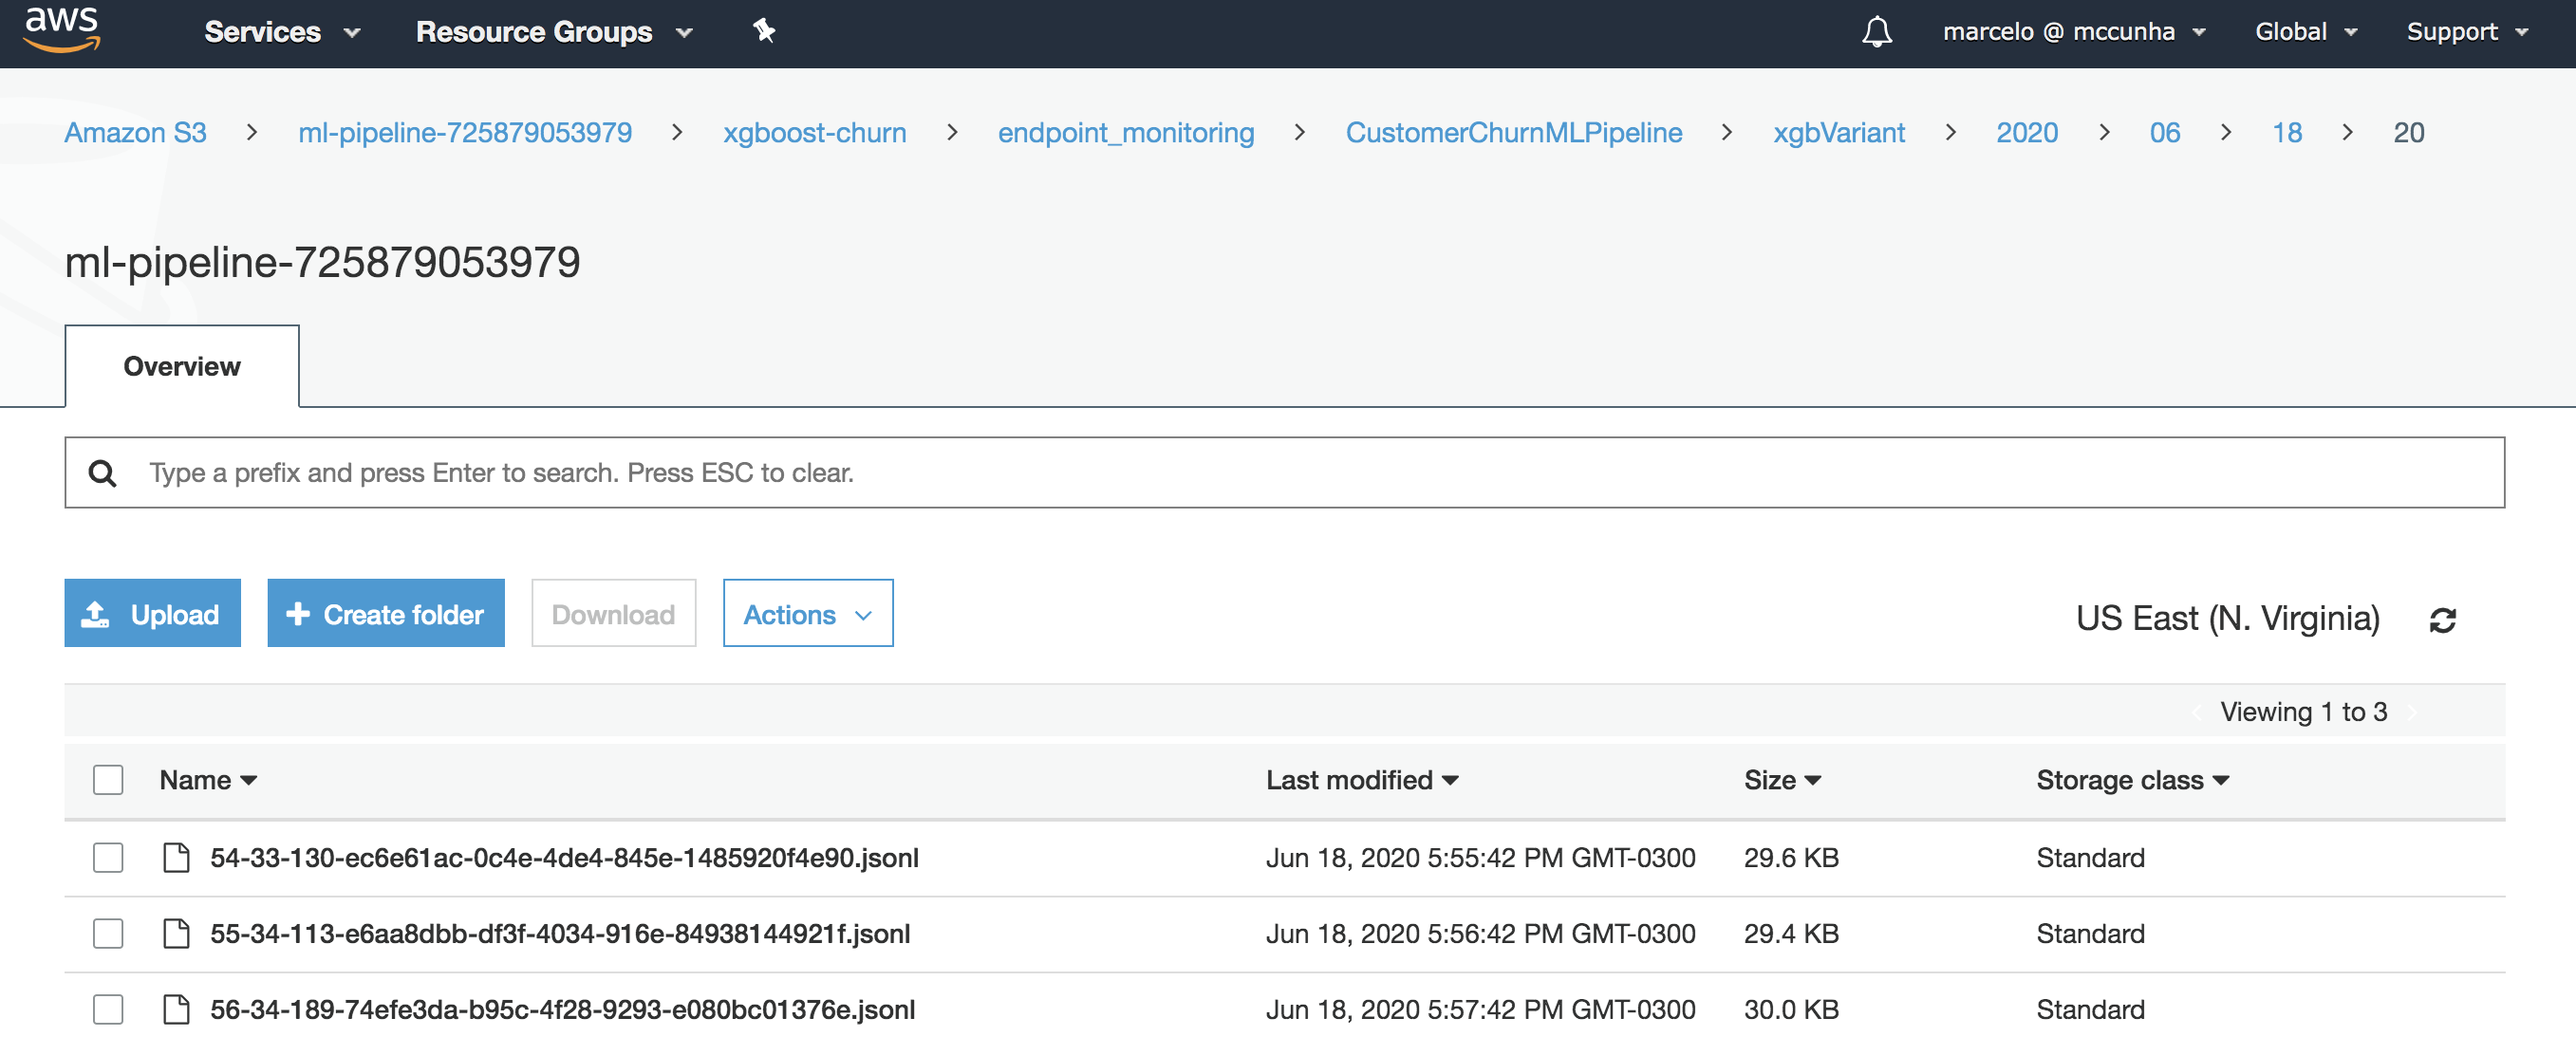 aws Services Resource Groups marcelo @ mccunha Global Support
Amazon S3 > ml-pipeline-725879053979 > xgboost-churn > endpoint_monitoring > CustomerChurnMLPipeline > xgbVariant > 2020 > 06 > 18 > 20
ml-pipeline-725879053979
Overview
Type a prefix and press Enter to search. Press ESC to clear.
Upload + Create folder Download Actions US East (N. Virginia)
Viewing 1 to 3
Name Last modified Size Storage class
54-33-130-ec6e61ac-0c4e-4de4-845e-1485920f4e90.jsonl Jun 18, 2020 5:55:42 PM GMT-0300 29.6 KB Standard
55-34-113-e6aa8dbb-df3f-4034-916e-84938144921f.jsonl Jun 18, 2020 5:56:42 PM GMT-0300 29.4 KB Standard
56-34-189-74efe3da-b95c-4f28-9293-e080bc01376e.jsonl Jun 18, 2020 5:57:42 PM GMT-0300 30.0 KB Standard